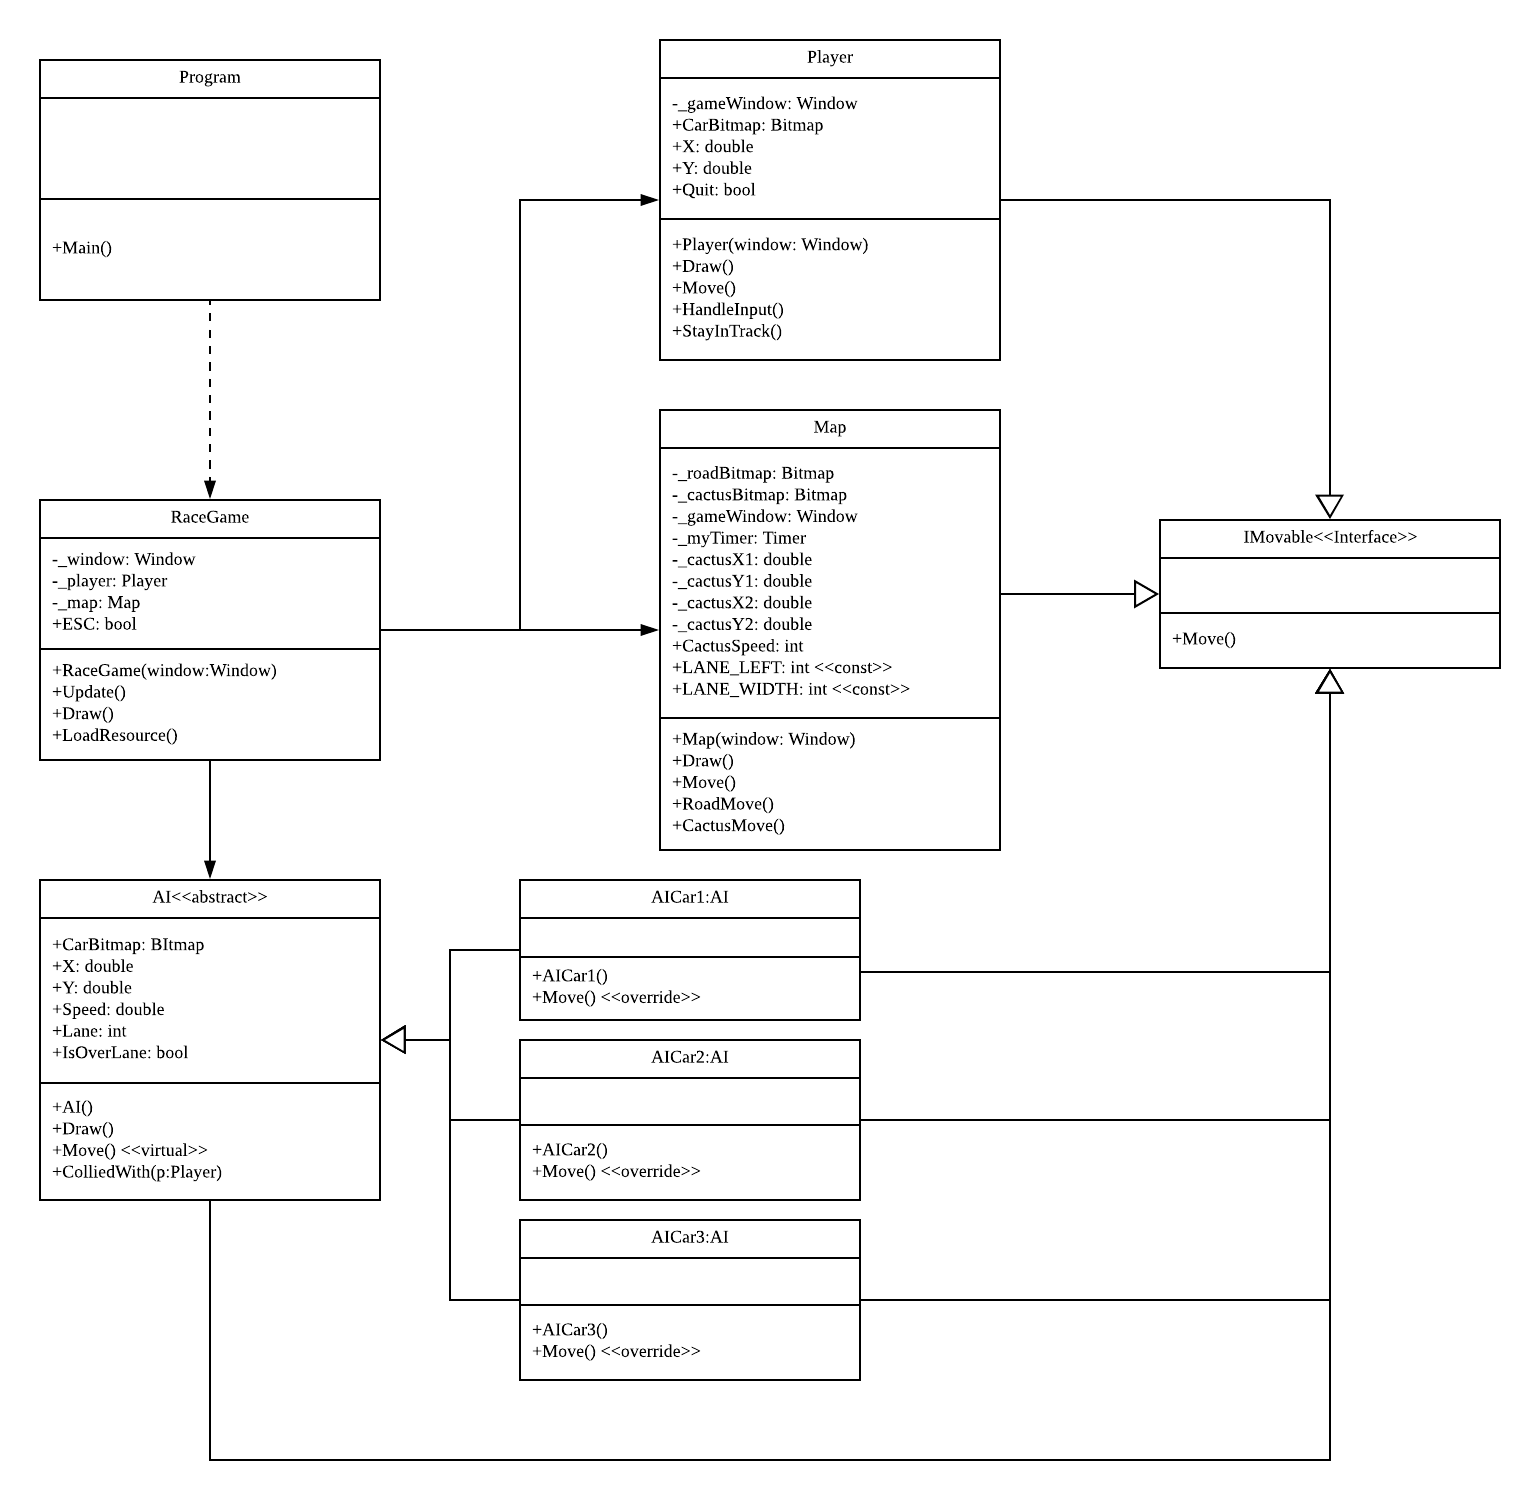 Program
+Main()
Player
-_gameWindow: Window
+CarBitmap: Bitmap
+X: double
+Y: double
+Quit: bool
+Player(window: Window)
+Draw()
+Move()
+HandleInput()
+StayInTrack()
RaceGame
-_window: Window
-_player: Player
-_map: Map
+ESC: bool
+RaceGame(window:Window)
+Update()
+Draw()
+LoadResource()
Map
-_roadBitmap: Bitmap
-_cactusBitmap: Bitmap
-_gameWindow: Window
-_myTimer: Timer
-_cactusX1: double
-_cactusY1: double
-_cactusX2: double
-_cactusY2: double
+CactusSpeed: int
+LANE_LEFT: int <<const>>
+LANE_WIDTH: int <<const>>
+Map(window: Window)
+Draw()
+Move()
+RoadMove()
+CactusMove()
IMovable<<Interface>>
+Move()
AI<<abstract>>
+CarBitmap: BItmap
+X: double
+Y: double
+Speed: double
+Lane: int
+IsOverLane: bool
+AI()
+Draw()
+Move() <<virtual>>
+ColliedWith(p:Player)
AICar1:AI
+AICar1()
+Move() <<override>>
AICar2:AI
+AICar2()
+Move() <<override>>
AICar3:AI
+AICar3()
+Move() <<override>>